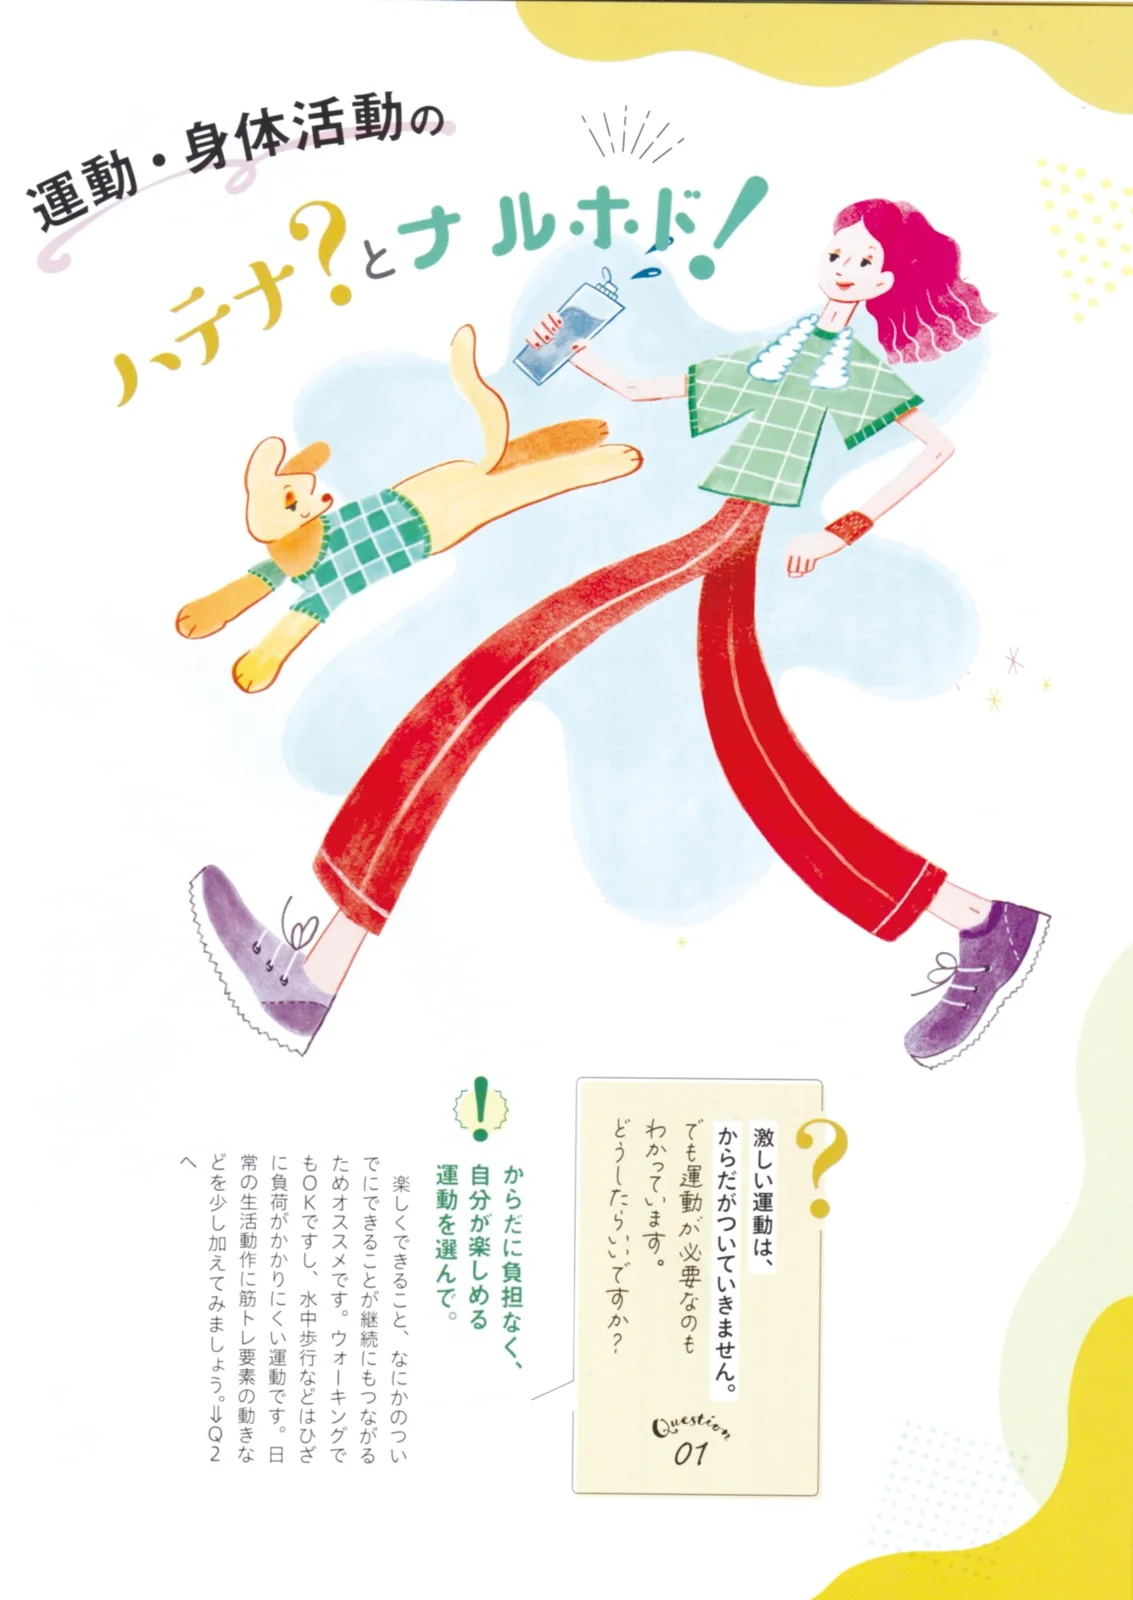 運動・身体活動の
ハテナ?とナルホド!
?
激しい運動は、
からだがついていきません。
でも運動が必要なのも
わかっています。
どうしたらいいですか?
Question
01
!
からだに負担なく、
自分が楽しめる
運動を選んで。
楽しくできること、なにかのつい
でにできることが継続にもつながる
ためオススメです。ウォーキングで
もOKですし、水中歩行などはひざ
に負荷がかかりにくい運動です。日
常の生活動作に筋トレ要素の動きな
どを少し加えてみましょう。⇓Q2
へ